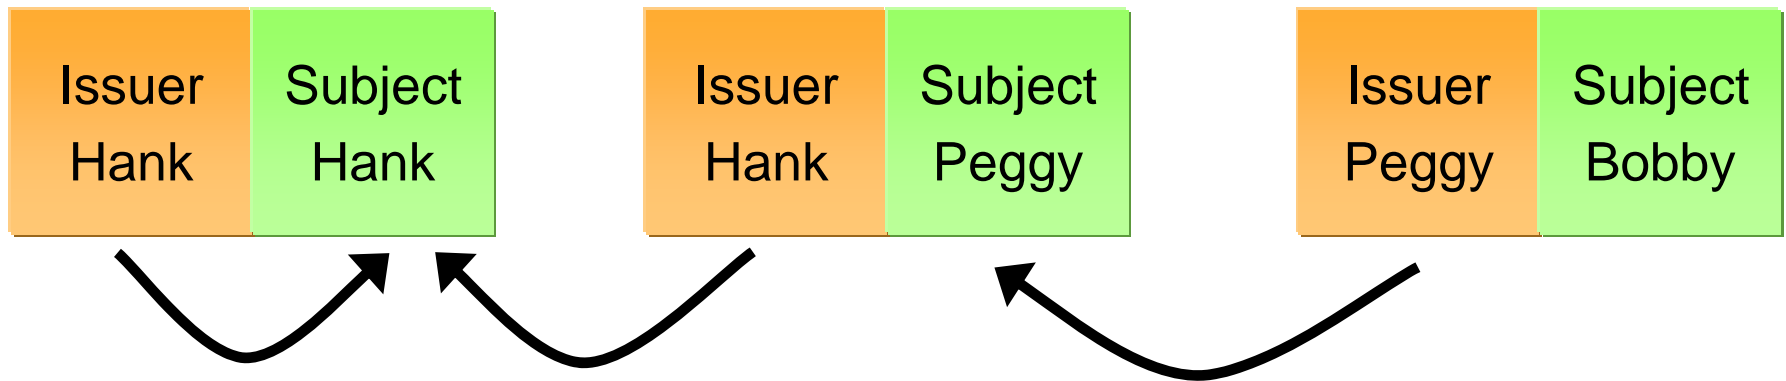 Issuer
Hank
Subject
Hank
Issuer
Hank
Subject
Peggy
Issuer
Peggy
Subject
Bobby